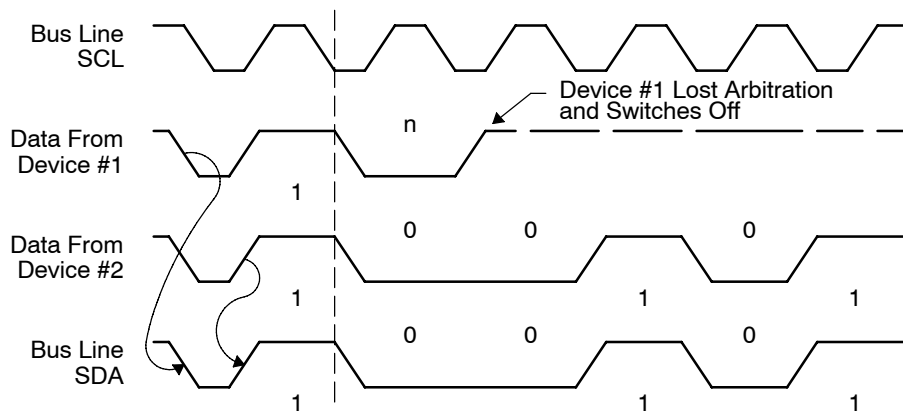 Bus Line
SCL
Device #1 Lost Arbitration
and Switches Off
n
Data From
Device #1
1
0 0 0
Data From
Device #2
1 1 1
0 0 0
Bus Line
SDA
1 1 1